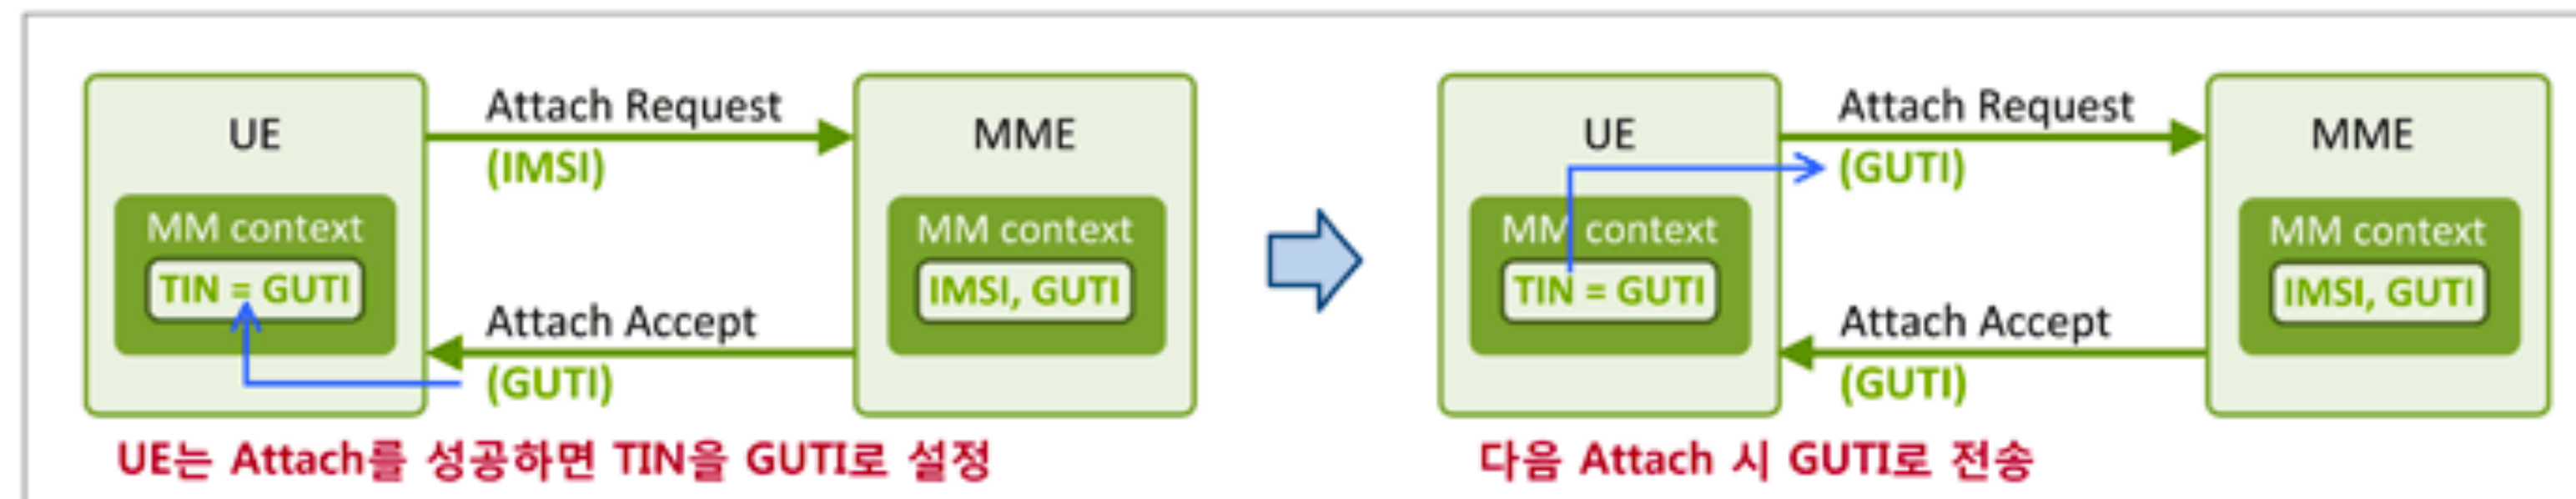 UE
Attach Request
(IMSI)
MME
MM context
TIN = GUTI
MM context
IMSI, GUTI
Attach Accept
(GUTI)
UE는 Attach를 성공하면 TIN을 GUTI로 설정
UE
Attach Request
(GUTI)
MME
MM context
TIN = GUTI
MM context
IMSI, GUTI
Attach Accept
(GUTI)
다음 Attach 시 GUTI로 전송